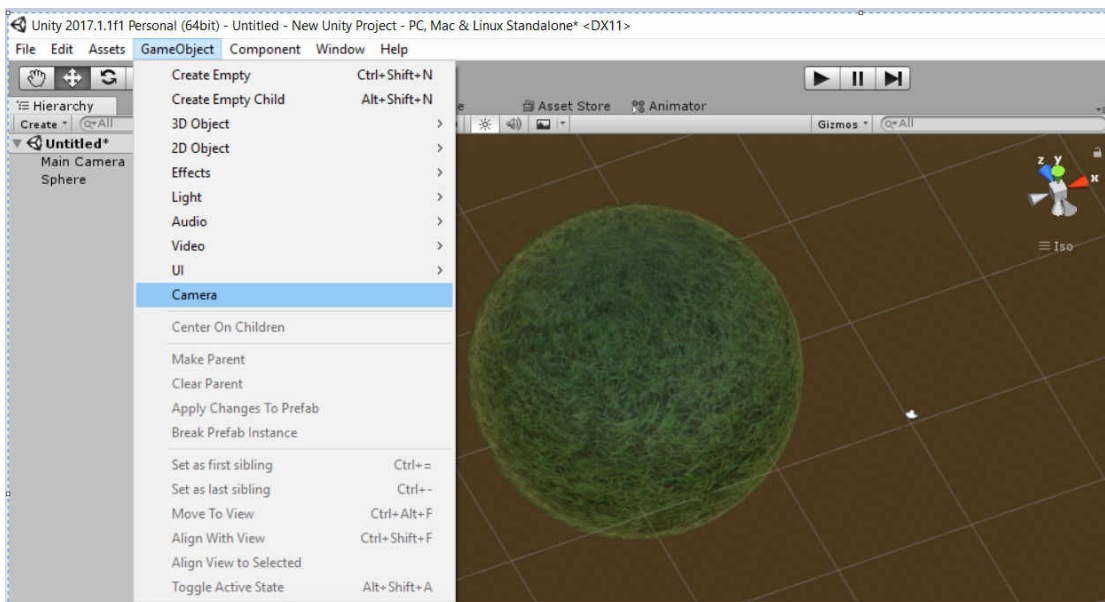 Unity 2017.1.1f1 Personal (64bit) - Untitled - New Unity Project - PC, Mac & Linux Standalone* <DX11>
File Edit Assets GameObject Component Window Help
Hierarchy
Asset Store Animator
Create All
Gizmos All
Untitled*
Main Camera
Sphere
Create Empty Ctrl+Shift+N
Create Empty Child Alt+Shift+N
3D Object
2D Object
Effects
Light
Audio
Video
UI
Camera
Center On Children
Make Parent
Clear Parent
Apply Changes To Prefab
Break Prefab Instance
Set as first sibling Ctrl+=
Set as last sibling Ctrl+-
Move To View Ctrl+Alt+F
Align With View Ctrl+Shift+F
Align View to Selected
Toggle Active State Alt+Shift+A
z y
x
Iso